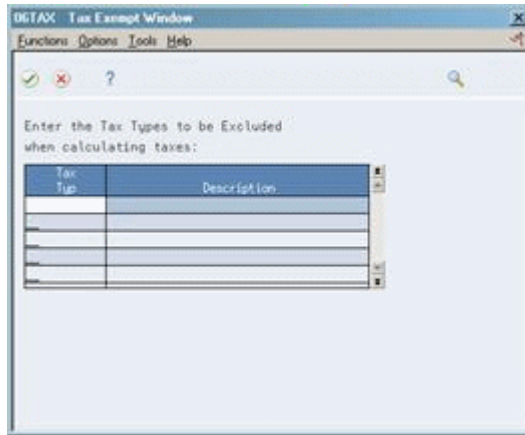 06TAX Tax Exempt Window
Functions Options Tools Help
?
Enter the Tax Types to be Excluded
when calculating taxes:
Tax
Typ
Description